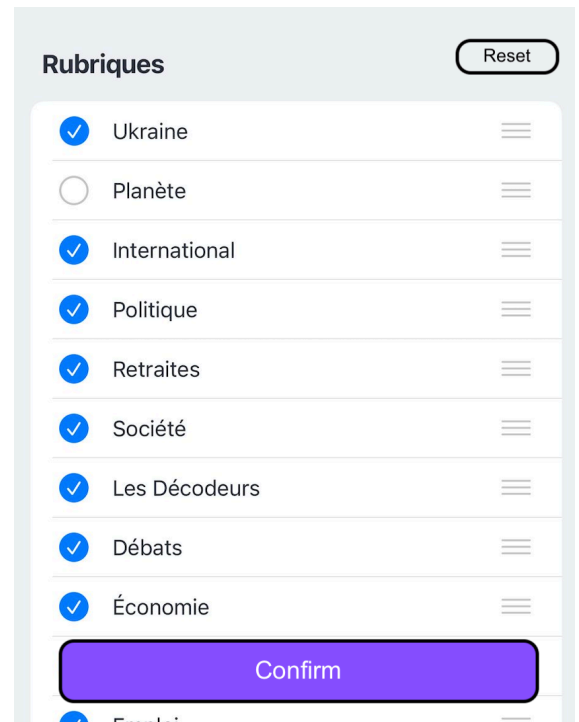 Rubriques
Reset
Ukraine
Planète
International
Politique
Retraites
Société
Les Décodeurs
Débats
Économie
Confirm